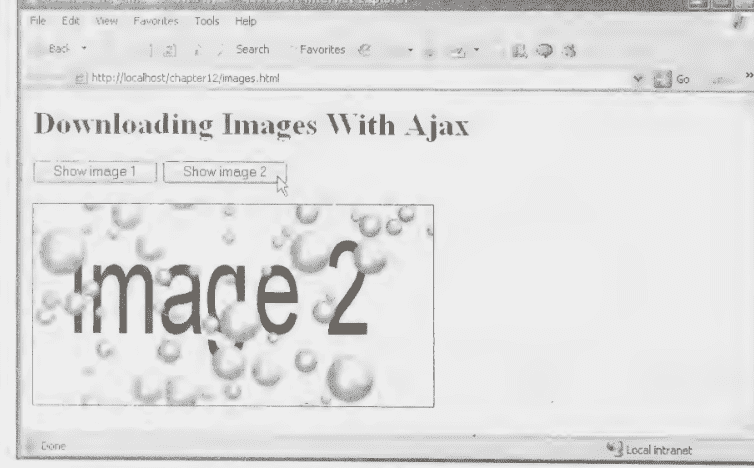 File Edit View Favorites Tools Help
Back Search Favorites
http://localhost/chapter12/images.html Go »
Downloading Images With Ajax
Show image 1 Show image 2
Image 2
Done Local intranet